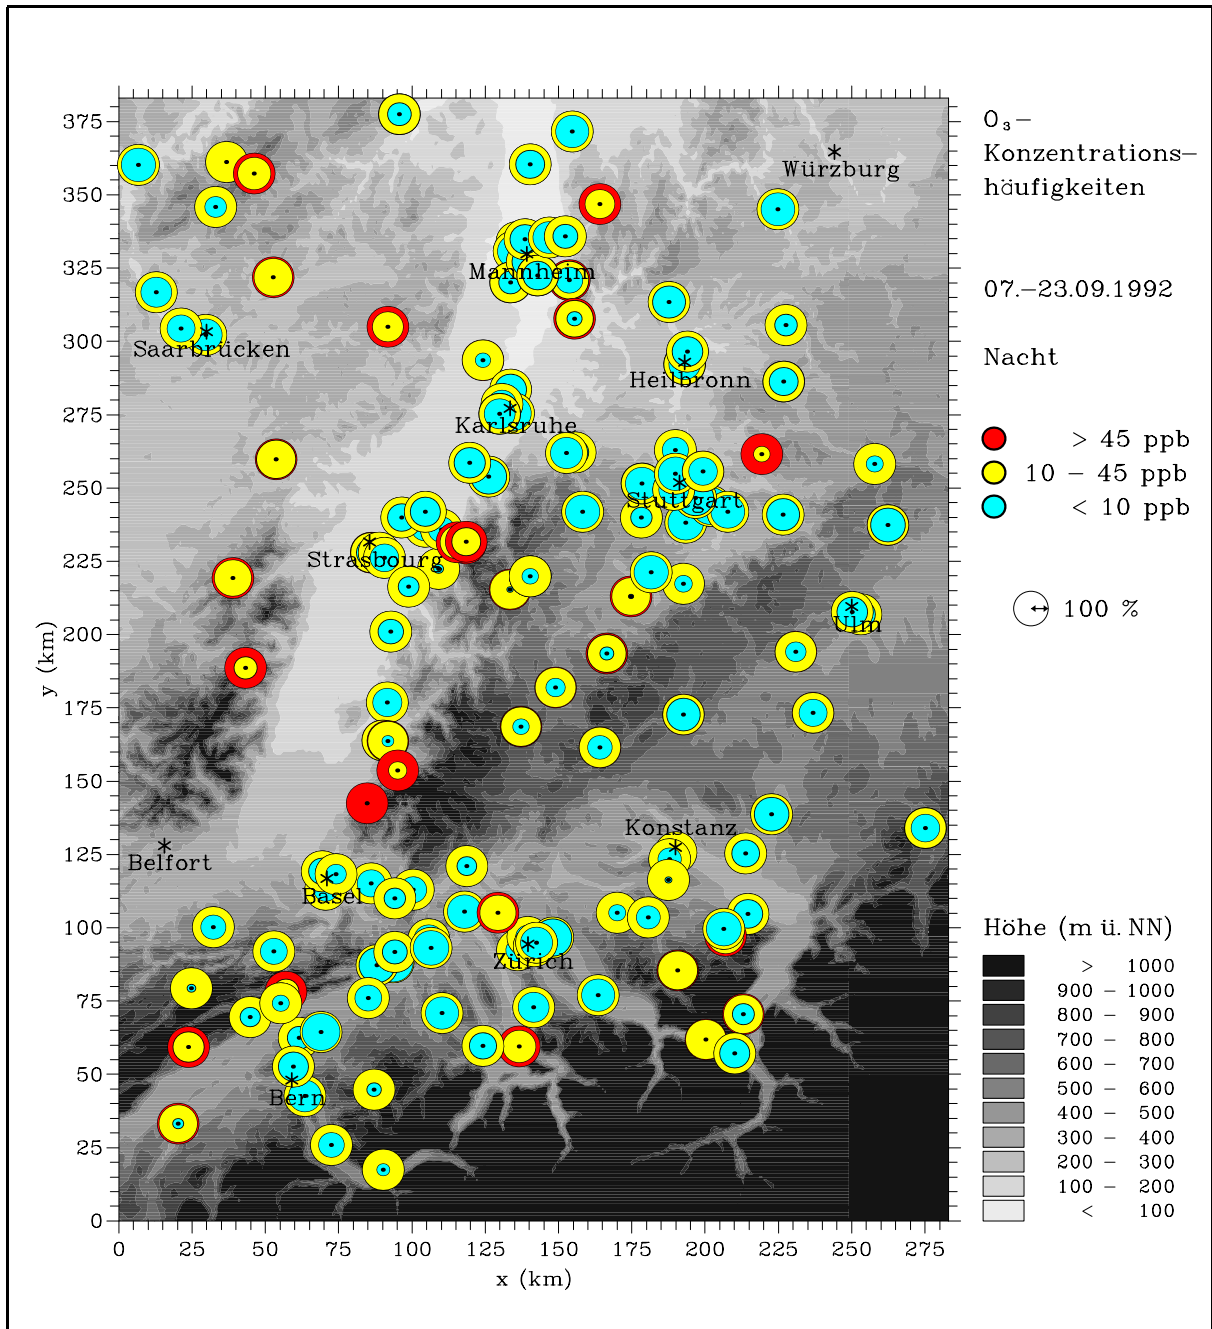 O₃–
Konzentrations–
häufigkeiten
07.–23.09.1992
Nacht
> 45 ppb
10 – 45 ppb
< 10 ppb
100 %
Höhe (m ü. NN)
> 1000
900 – 1000
800 – 900
700 – 800
600 – 700
500 – 600
400 – 500
300 – 400
200 – 300
100 – 200
< 100
375
350
325
300
275
250
225
200
175
150
125
100
75
50
25
0
y (km)
0 25 50 75 100 125 150 175 200 225 250 275
x (km)
Würzburg
Mannheim
Saarbrücken
Heilbronn
Karlsruhe
Stuttgart
Strasbourg
Ulm
Konstanz
Belfort
Basel
Zürich
Bern